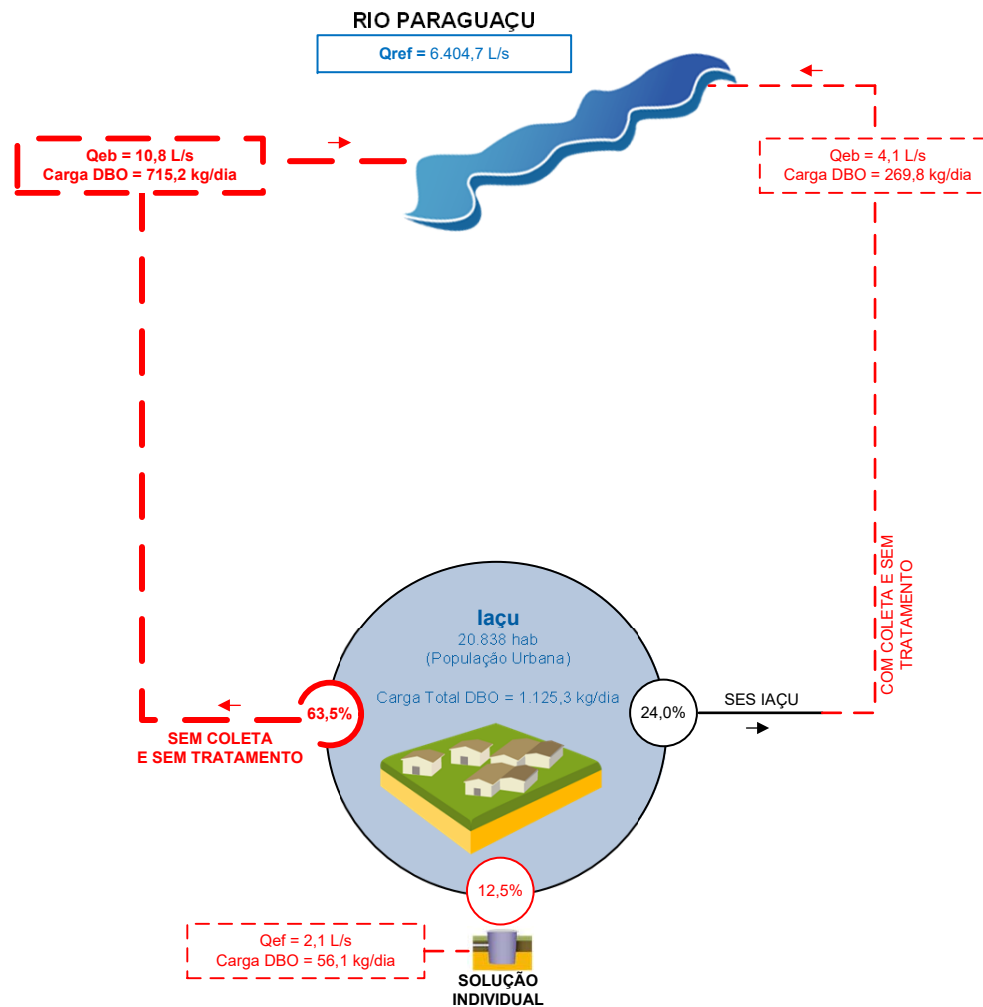 RIO PARAGUAÇU
Qref = 6.404,7 L/s
Qeb = 10,8 L/s
Carga DBO = 715,2 kg/dia
Qeb = 4,1 L/s
Carga DBO = 269,8 kg/dia
COM COLETA E SEM
TRATAMENTO
Iaçu
20.838 hab
(População Urbana)
Carga Total DBO = 1.125,3 kg/dia
63,5%
24,0%
SES IAÇU
SEM COLETA
E SEM TRATAMENTO
12,5%
Qef = 2,1 L/s
Carga DBO = 56,1 kg/dia
SOLUÇÃO
INDIVIDUAL